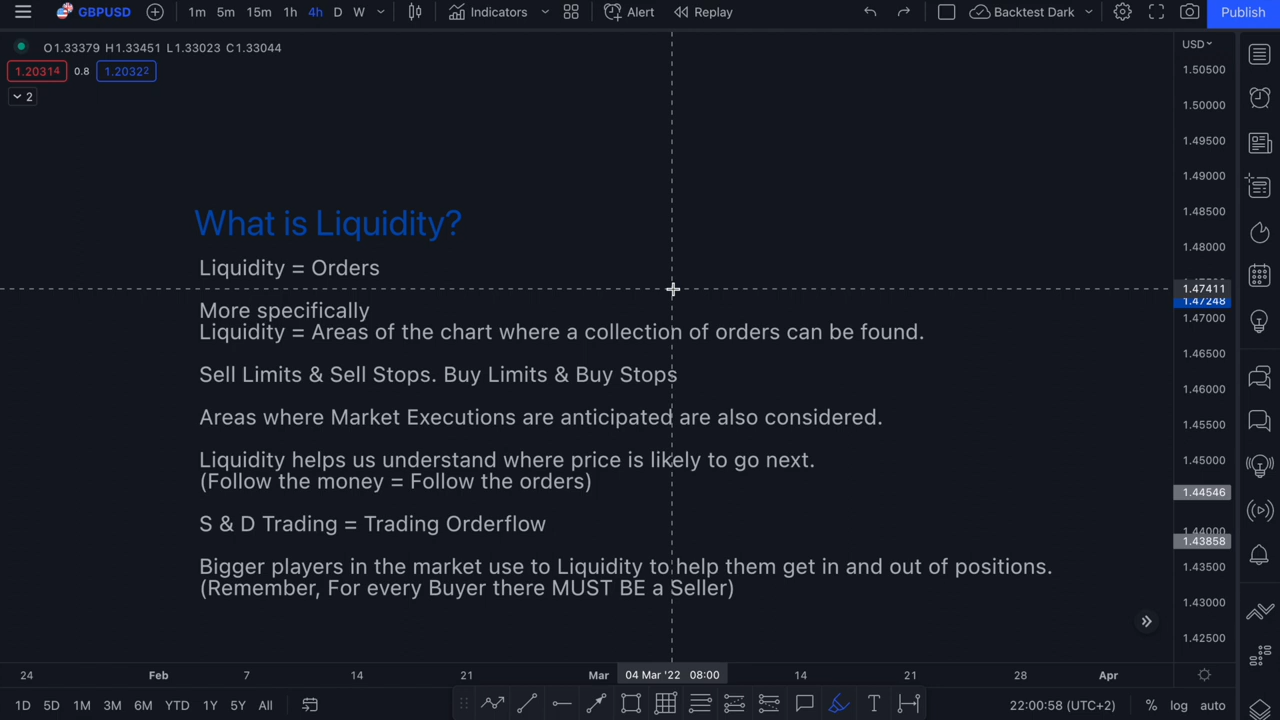 GBPUSD 1m 5m 15m 1h 4h D W Indicators Alert Replay Backtest Dark Publish
O1.33379 H1.33451 L1.33023 C1.33044
1.20314 0.8 1.20322
2
USD
1.50500
1.50000
1.49500
1.49000
1.48500
1.48000
1.47411
1.47248
1.47000
1.46500
1.46000
1.45500
1.45000
1.44546
1.44000
1.43858
1.43500
1.43000
1.42500
What is Liquidity?
Liquidity = Orders
More specifically
Liquidity = Areas of the chart where a collection of orders can be found.
Sell Limits & Sell Stops. Buy Limits & Buy Stops
Areas where Market Executions are anticipated are also considered.
Liquidity helps us understand where price is likely to go next.
(Follow the money = Follow the orders)
S & D Trading = Trading Orderflow
Bigger players in the market use to Liquidity to help them get in and out of positions.
(Remember, For every Buyer there MUST BE a Seller)
24 Feb 7 14 21 Mar 04 Mar '22 08:00 14 21 28 Apr
1D 5D 1M 3M 6M YTD 1Y 5Y All 22:00:58 (UTC+2) % log auto